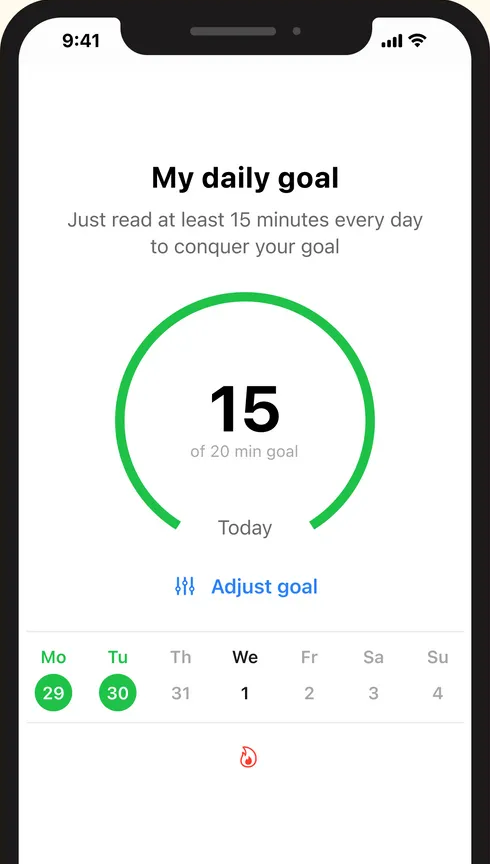 9:41
My daily goal
Just read at least 15 minutes every day
to conquer your goal
15
of 20 min goal
Today
Adjust goal
Mo Tu Th We Fr Sa Su
29 30 31 1 2 3 4